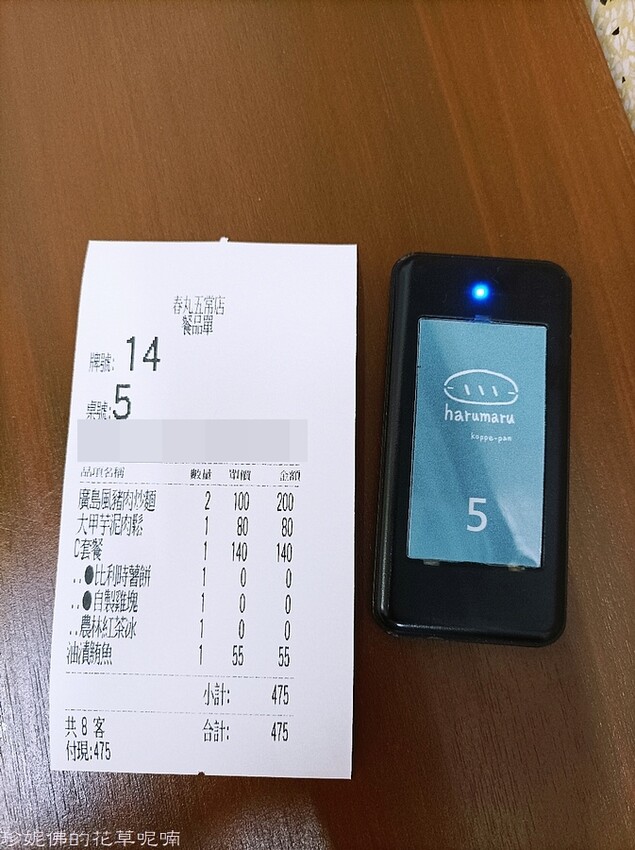 春丸五常店
餐品單
牌號: 14
桌號:5
品項名稱 數量 單價 金額
廣島風豬肉炒麵 2 100 200
大甲芋泥肉鬆 1 80 80
C套餐 1 140 140
..●比利時薯餅 1 0 0
..●自製雞塊 1 0 0
..農林紅茶冰 1 0 0
油漬鮪魚 1 55 55
小計: 475
共 8 客 合計: 475
付現:475
harumaru
koppe-pan
5
珍妮佛的花草呢喃